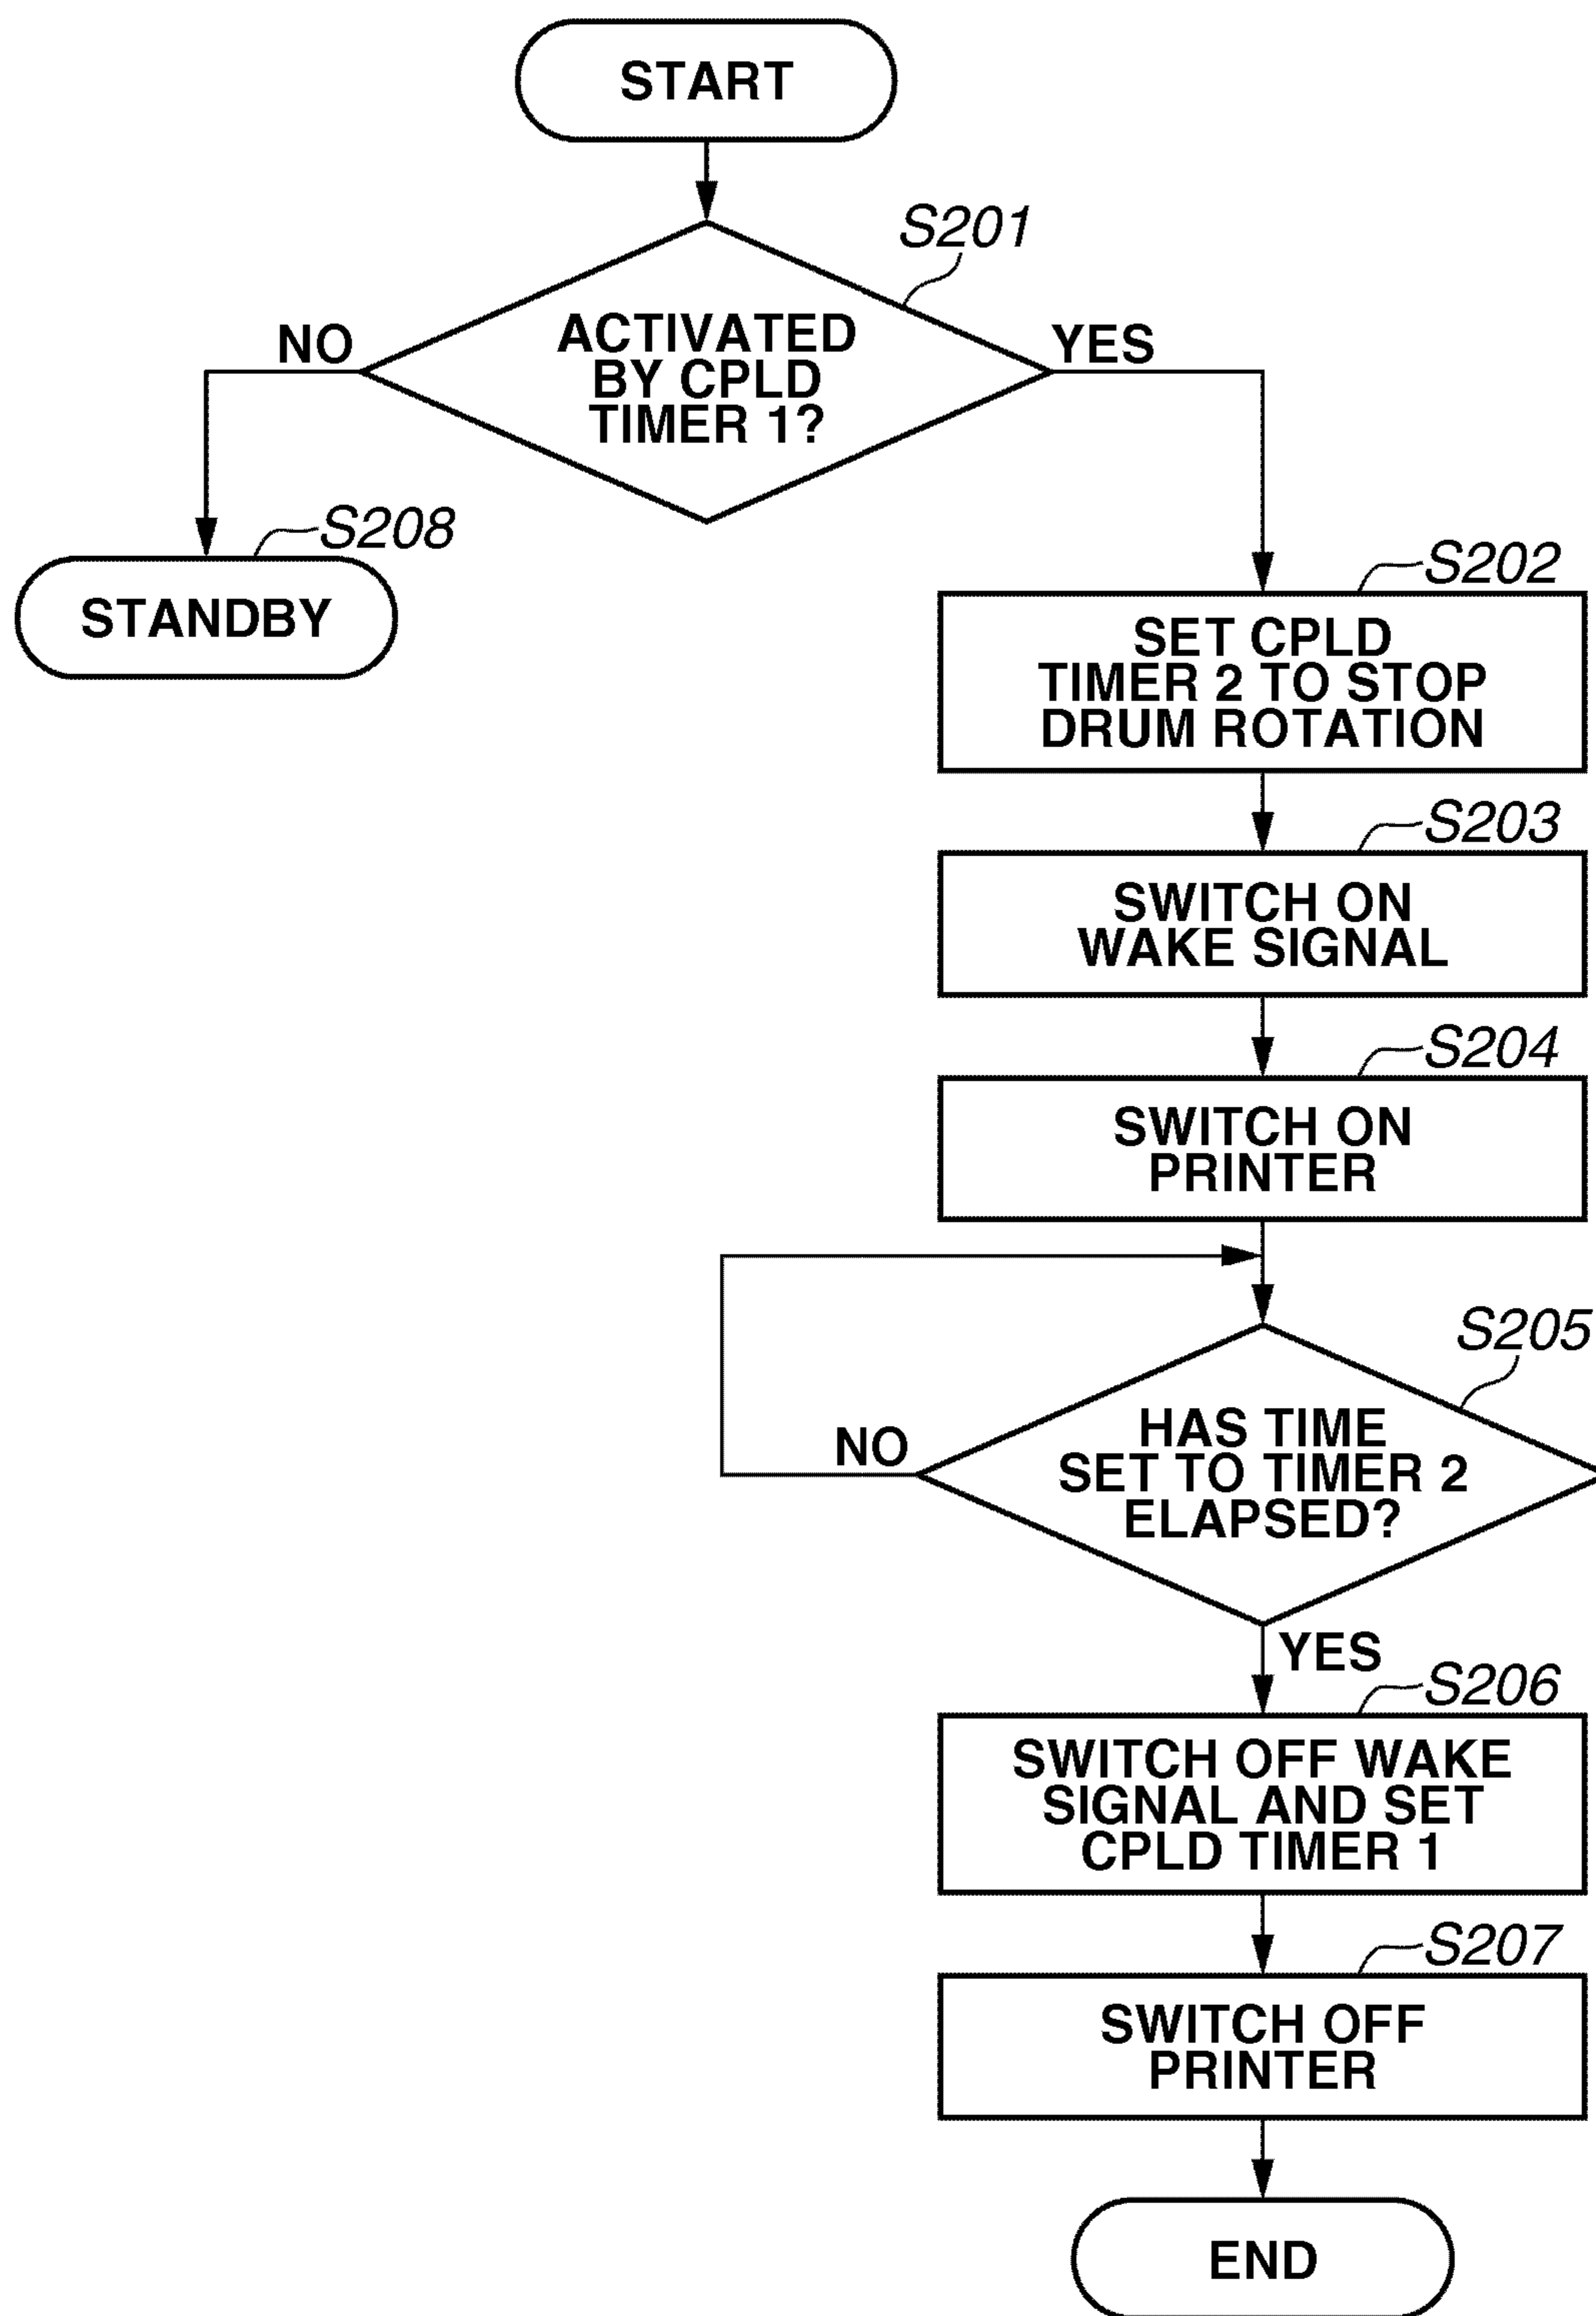 START
S201
ACTIVATED
BY CPLD
TIMER 1?
NO
YES
S208
STANDBY
S202
SET CPLD
TIMER 2 TO STOP
DRUM ROTATION
S203
SWITCH ON
WAKE SIGNAL
S204
SWITCH ON
PRINTER
S205
HAS TIME
SET TO TIMER 2
ELAPSED?
NO
YES
S206
SWITCH OFF WAKE
SIGNAL AND SET
CPLD TIMER 1
S207
SWITCH OFF
PRINTER
END